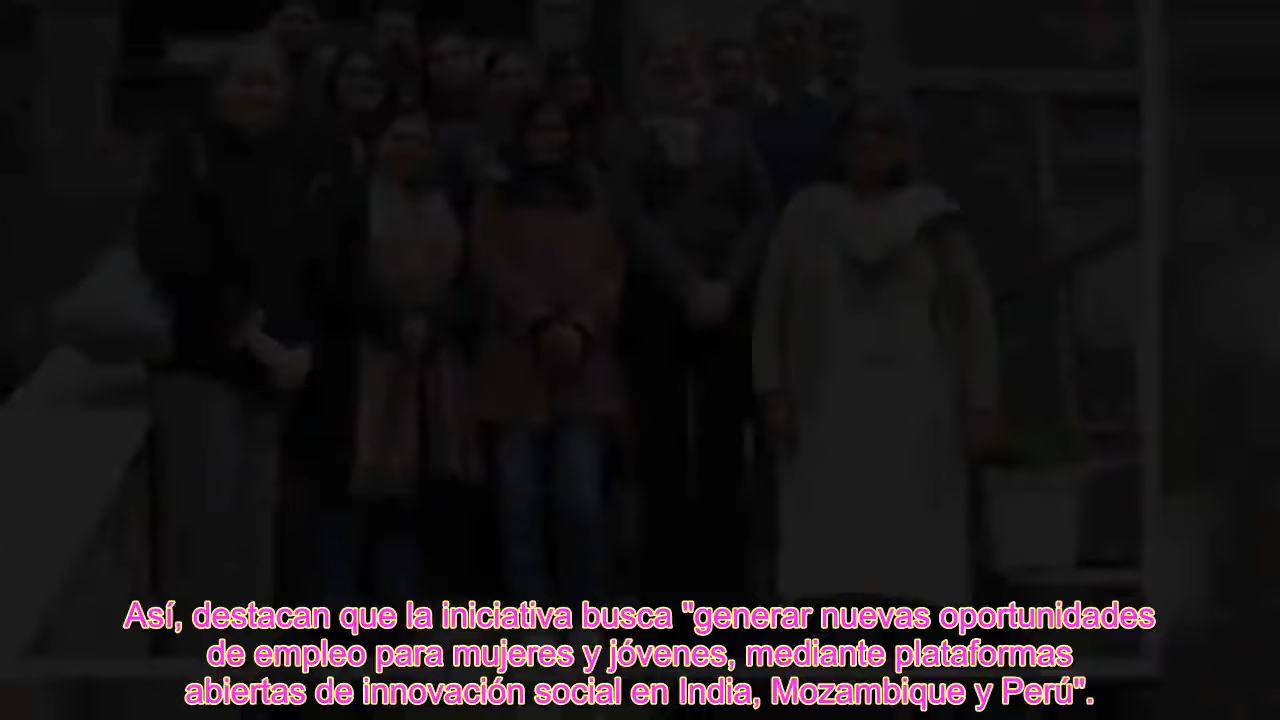 Así, destacan que la iniciativa busca "generar nuevas oportunidades
de empleo para mujeres y jóvenes, mediante plataformas
abiertas de innovación social en India, Mozambique y Perú".